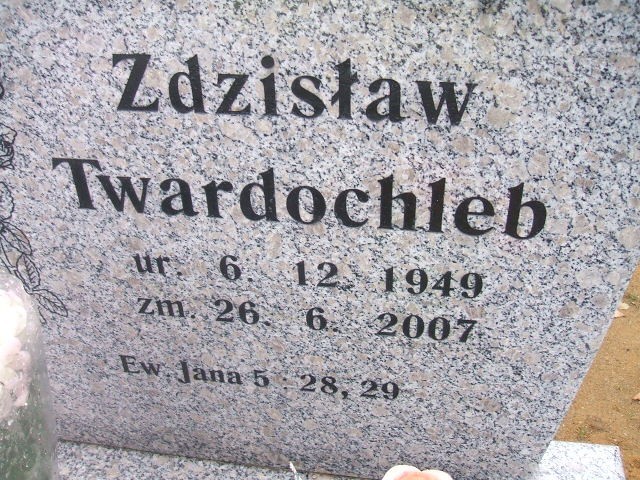 Zdzisław
Twardochleb
ur. 6. 12. 1949
zm. 26. 6. 2007
Ew. Jana 5 : 28, 29